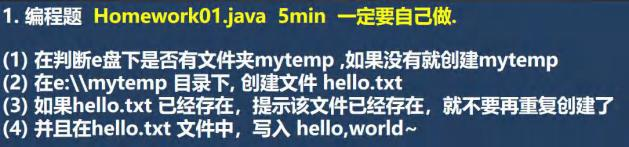 1. 编程题 Homework01.java 5min 一定要自己做.
(1) 在判断e盘下是否有文件夹mytemp ,如果没有就创建mytemp
(2) 在e:\\mytemp 目录下, 创建文件 hello.txt
(3) 如果hello.txt 已经存在，提示该文件已经存在，就不要再重复创建了
(4) 并且在hello.txt 文件中，写入 hello,world~